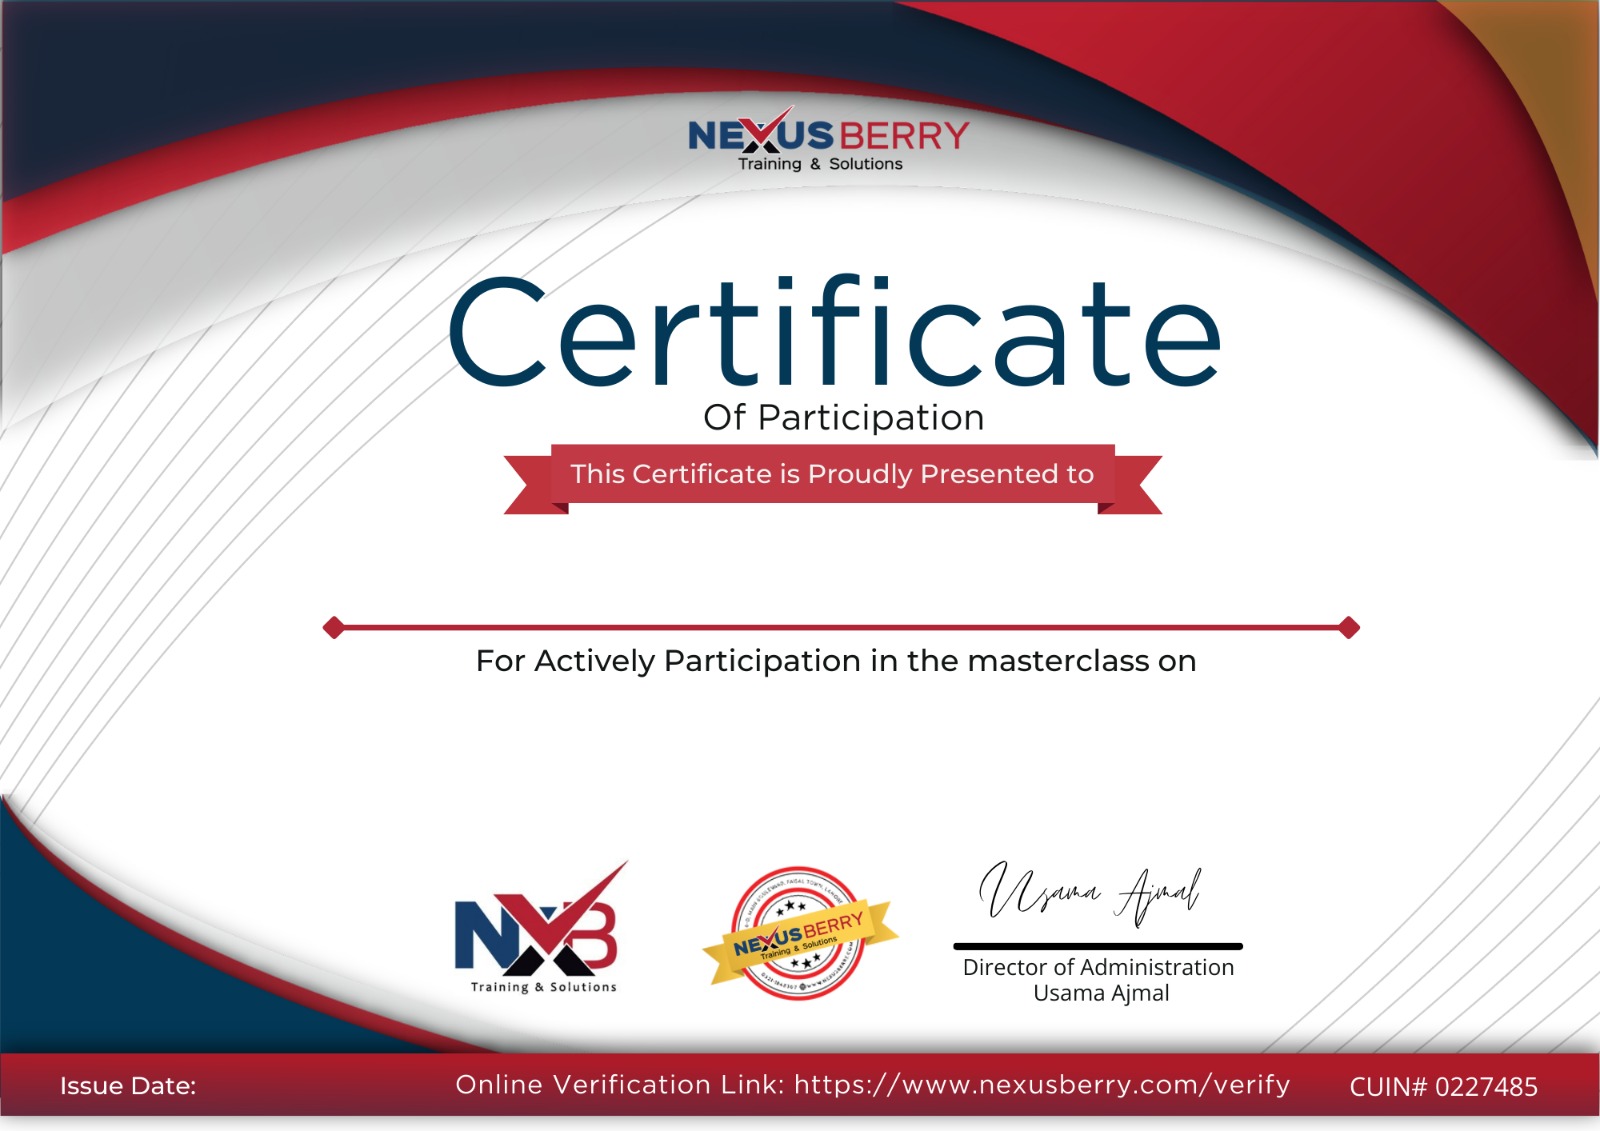 NEXUSBERRY
Training & Solutions
Certificate
Of Participation
This Certificate is Proudly Presented to
For Actively Participation in the masterclass on
NXB
Training & Solutions
NEXUSBERRY
Training & Solutions
Usama Ajmal
Director of Administration
Usama Ajmal
Issue Date:
Online Verification Link: https://www.nexusberry.com/verify
CUIN# 0227485